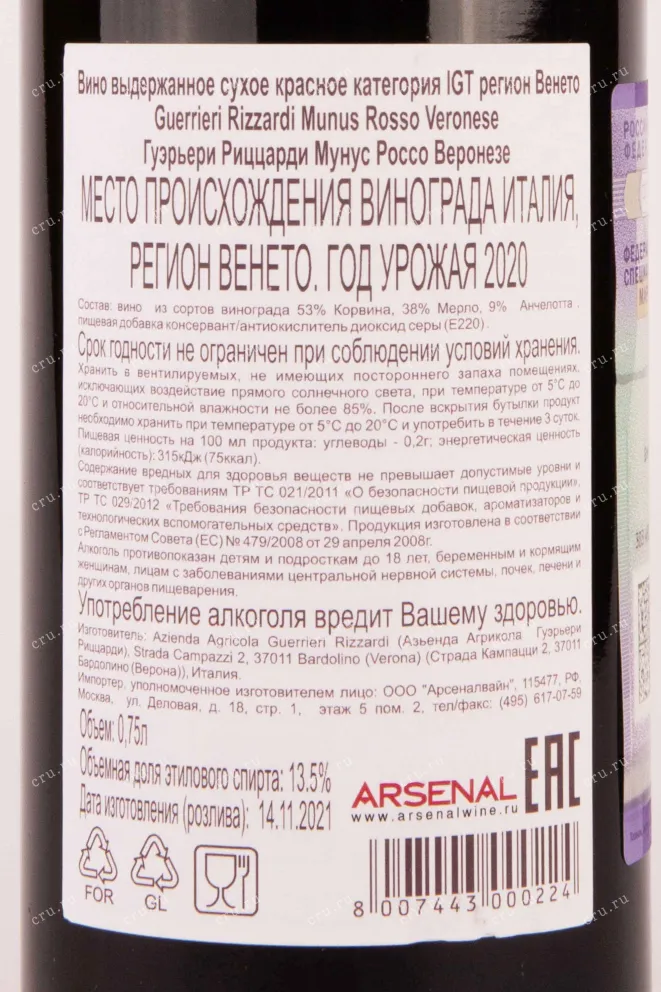 Вино выдержанное сухое красное категория IGT регион Венето
Guerrieri Rizzardi Munus Rosso Veronese
Гуэрьери Риццарди Мунус Россо Веронезе
МЕСТО ПРОИСХОЖДЕНИЯ ВИНОГРАДА ИТАЛИЯ,
РЕГИОН ВЕНЕТО. ГОД УРОЖАЯ 2020
Состав: вино из сортов винограда 53% Корвина, 38% Мерло, 9% Анчелотта.
пищевая добавка консервант/антиокислитель диоксид серы (E220).
Срок годности не ограничен при соблюдении условий хранения.
Хранить в вентилируемых, не имеющих постороннего запаха помещениях,
исключающих воздействие прямого солнечного света, при температуре от 5°С до
20°С и относительной влажности не более 85%. После вскрытия бутылки продукт
необходимо хранить при температуре от 5°С до 20°С и употребить в течение 3 суток.
Пищевая ценность на 100 мл продукта: углеводы - 0,2г; энергетическая ценность
(калорийность): 315кДж (75ккал).
Содержание вредных для здоровья веществ не превышает допустимые уровни и
соответствует требованиям ТР ТС 021/2011 «О безопасности пищевой продукции».
ТР ТС 029/2012 «Требования безопасности пищевых добавок, ароматизаторов и
технологических вспомогательных средств». Продукция изготовлена в соответствии
с Регламентом Совета (ЕС) № 479/2008 от 29 апреля 2008г.
Алкоголь противопоказан детям и подросткам до 18 лет, беременным и кормящим
женщинам, лицам с заболеваниями центральной нервной системы, почек, печени и
других органов пищеварения.
Употребление алкоголя вредит Вашему здоровью.
Изготовитель: Azienda Agricola Guerrieri Rizzardi (Азьенда Агрикола Гуэрьери
Риццарди), Strada Campazzi 2, 37011 Bardolino (Verona) (Страда Кампацци 2, 37011
Бардолино (Верона)), Италия.
Импортер, уполномоченное изготовителем лицо: ООО "Арсеналвайн", 115477, РФ,
Москва, ул. Деловая, д. 18, стр. 1, этаж 5 пом. 2, тел/факс: (495) 617-07-59
Объем: 0,75л
Объемная доля этилового спирта: 13.5%
Дата изготовления (розлива): 14.11.2021
ARSENAL
www.arsenalwine.ru
EAC
FOR
GL
8 007443 000224